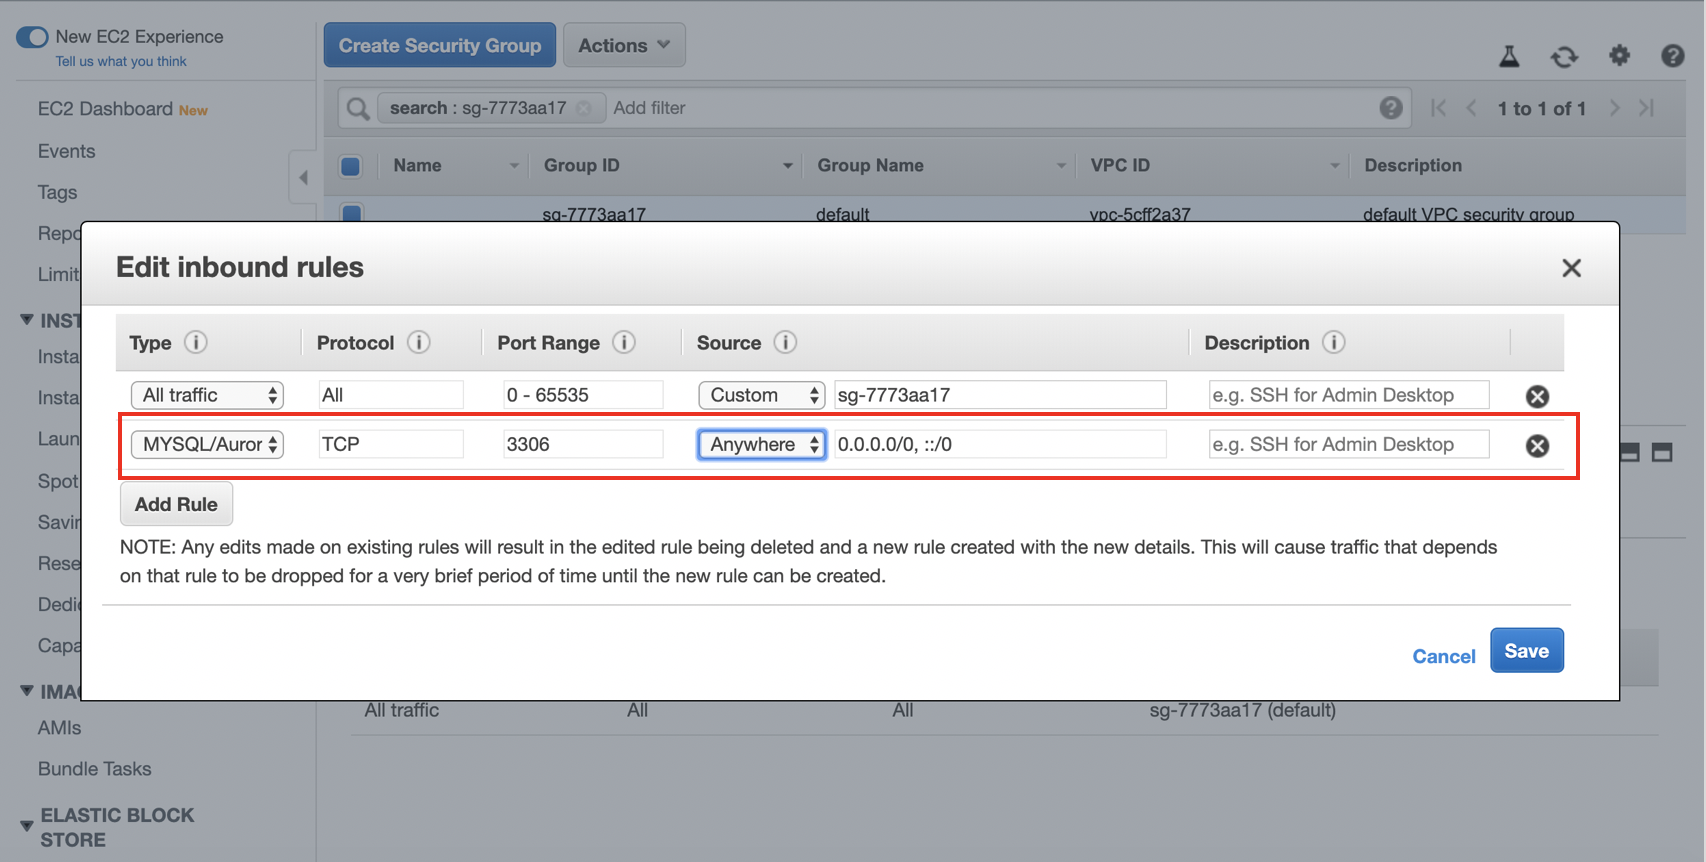 New EC2 Experience
Tell us what you think
Create Security Group
Actions
search : sg-7773aa17
Add filter
1 to 1 of 1
EC2 Dashboard New
Events
Tags
Repo
Limit
INST
Insta
Insta
Laun
Spot
Savin
Rese
Dedic
Capa
IMA
AMIs
Bundle Tasks
ELASTIC BLOCK
STORE
Name Group ID Group Name VPC ID Description
sg-7773aa17 default vpc-5cff2a37 default VPC security group
Edit inbound rules
Type Protocol Port Range Source Description
All traffic All 0 - 65535 Custom sg-7773aa17 e.g. SSH for Admin Desktop
MYSQL/Auror TCP 3306 Anywhere 0.0.0.0/0, ::/0 e.g. SSH for Admin Desktop
Add Rule
NOTE: Any edits made on existing rules will result in the edited rule being deleted and a new rule created with the new details. This will cause traffic that depends
on that rule to be dropped for a very brief period of time until the new rule can be created.
Cancel Save
All traffic All All sg-7773aa17 (default)